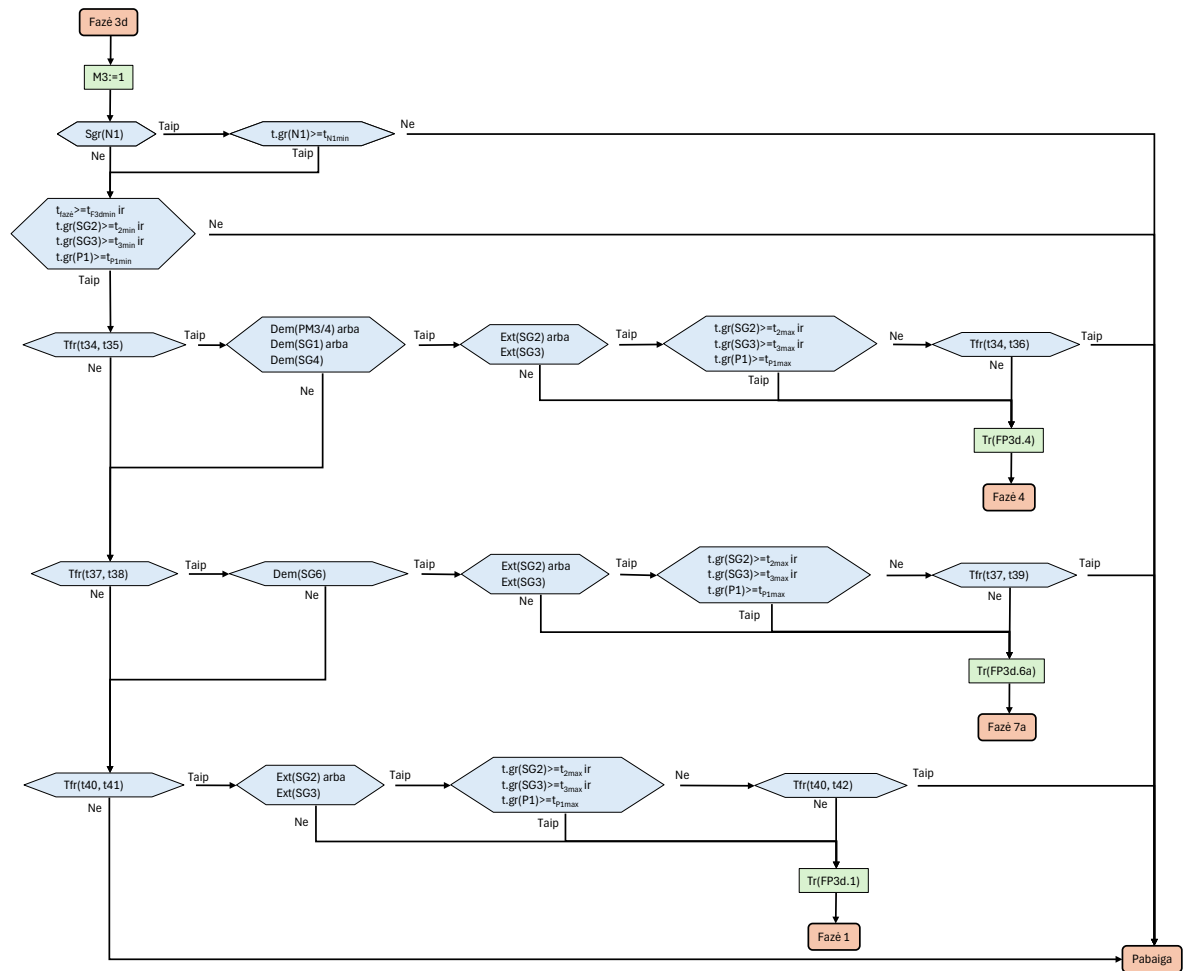 Fazė 3d
M3:=1
Sgr(N1)
Taip
t.gr(N1)>=tN1min
Ne
Ne
Taip
tfazė>=tF3dmin ir
t.gr(SG2)>=t2min ir
t.gr(SG3)>=t3min ir
t.gr(P1)>=tP1min
Ne
Taip
Tfr(t34, t35)
Taip
Dem(PM3/4) arba
Dem(SG1) arba
Dem(SG4)
Taip
Ext(SG2) arba
Ext(SG3)
Taip
t.gr(SG2)>=t2max ir
t.gr(SG3)>=t3max ir
t.gr(P1)>=tP1max
Ne
Tfr(t34, t36)
Taip
Ne
Ne
Ne
Taip
Ne
Tr(FP3d.4)
Fazė 4
Tfr(t37, t38)
Taip
Dem(SG6)
Taip
Ext(SG2) arba
Ext(SG3)
Taip
t.gr(SG2)>=t2max ir
t.gr(SG3)>=t3max ir
t.gr(P1)>=tP1max
Ne
Tfr(t37, t39)
Taip
Ne
Ne
Ne
Taip
Ne
Tr(FP3d.6a)
Fazė 7a
Tfr(t40, t41)
Taip
Ext(SG2) arba
Ext(SG3)
Taip
t.gr(SG2)>=t2max ir
t.gr(SG3)>=t3max ir
t.gr(P1)>=tP1max
Ne
Tfr(t40, t42)
Taip
Ne
Ne
Taip
Ne
Tr(FP3d.1)
Fazė 1
Pabaiga